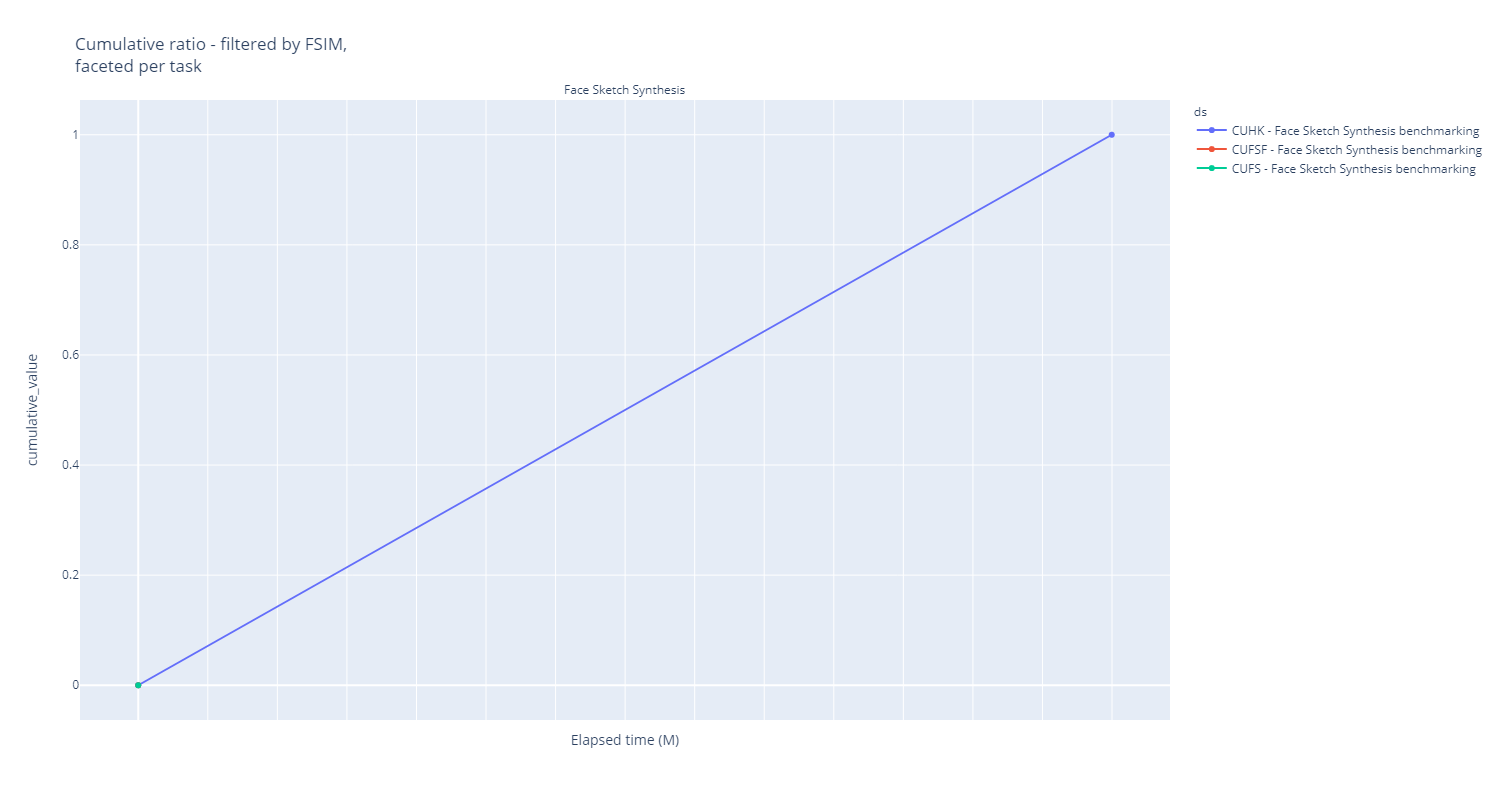 Cumulative ratio - filtered by FSIM,
faceted per task
Face Sketch Synthesis
ds
CUHK - Face Sketch Synthesis benchmarking
CUFSF - Face Sketch Synthesis benchmarking
CUFS - Face Sketch Synthesis benchmarking
1
0.8
0.6
0.4
0.2
0
cumulative_value
Elapsed time (M)